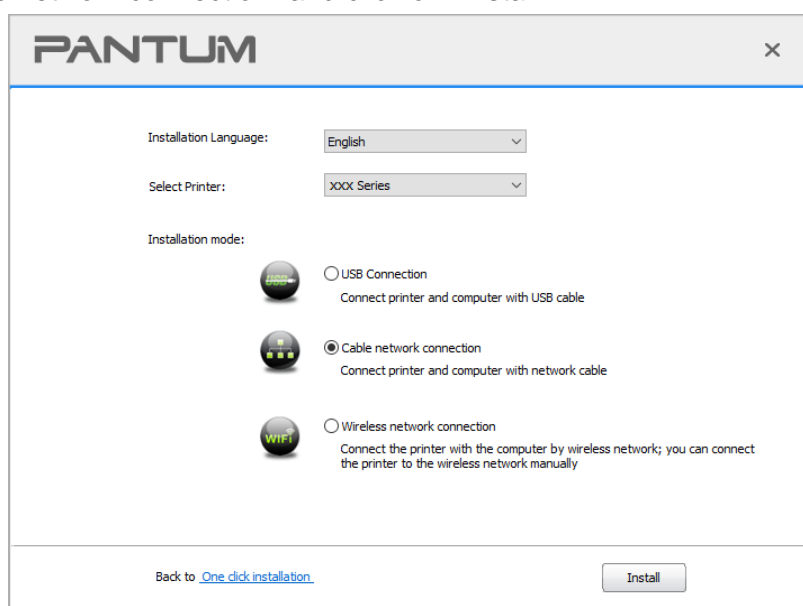 PANTUM
Installation Language:
English
Select Printer:
XXX Series
Installation mode:
USB
USB Connection
Connect printer and computer with USB cable
Cable network connection
Connect printer and computer with network cable
WiFi
Wireless network connection
Connect the printer with the computer by wireless network; you can connect
the printer to the wireless network manually
Back to One click installation
Install